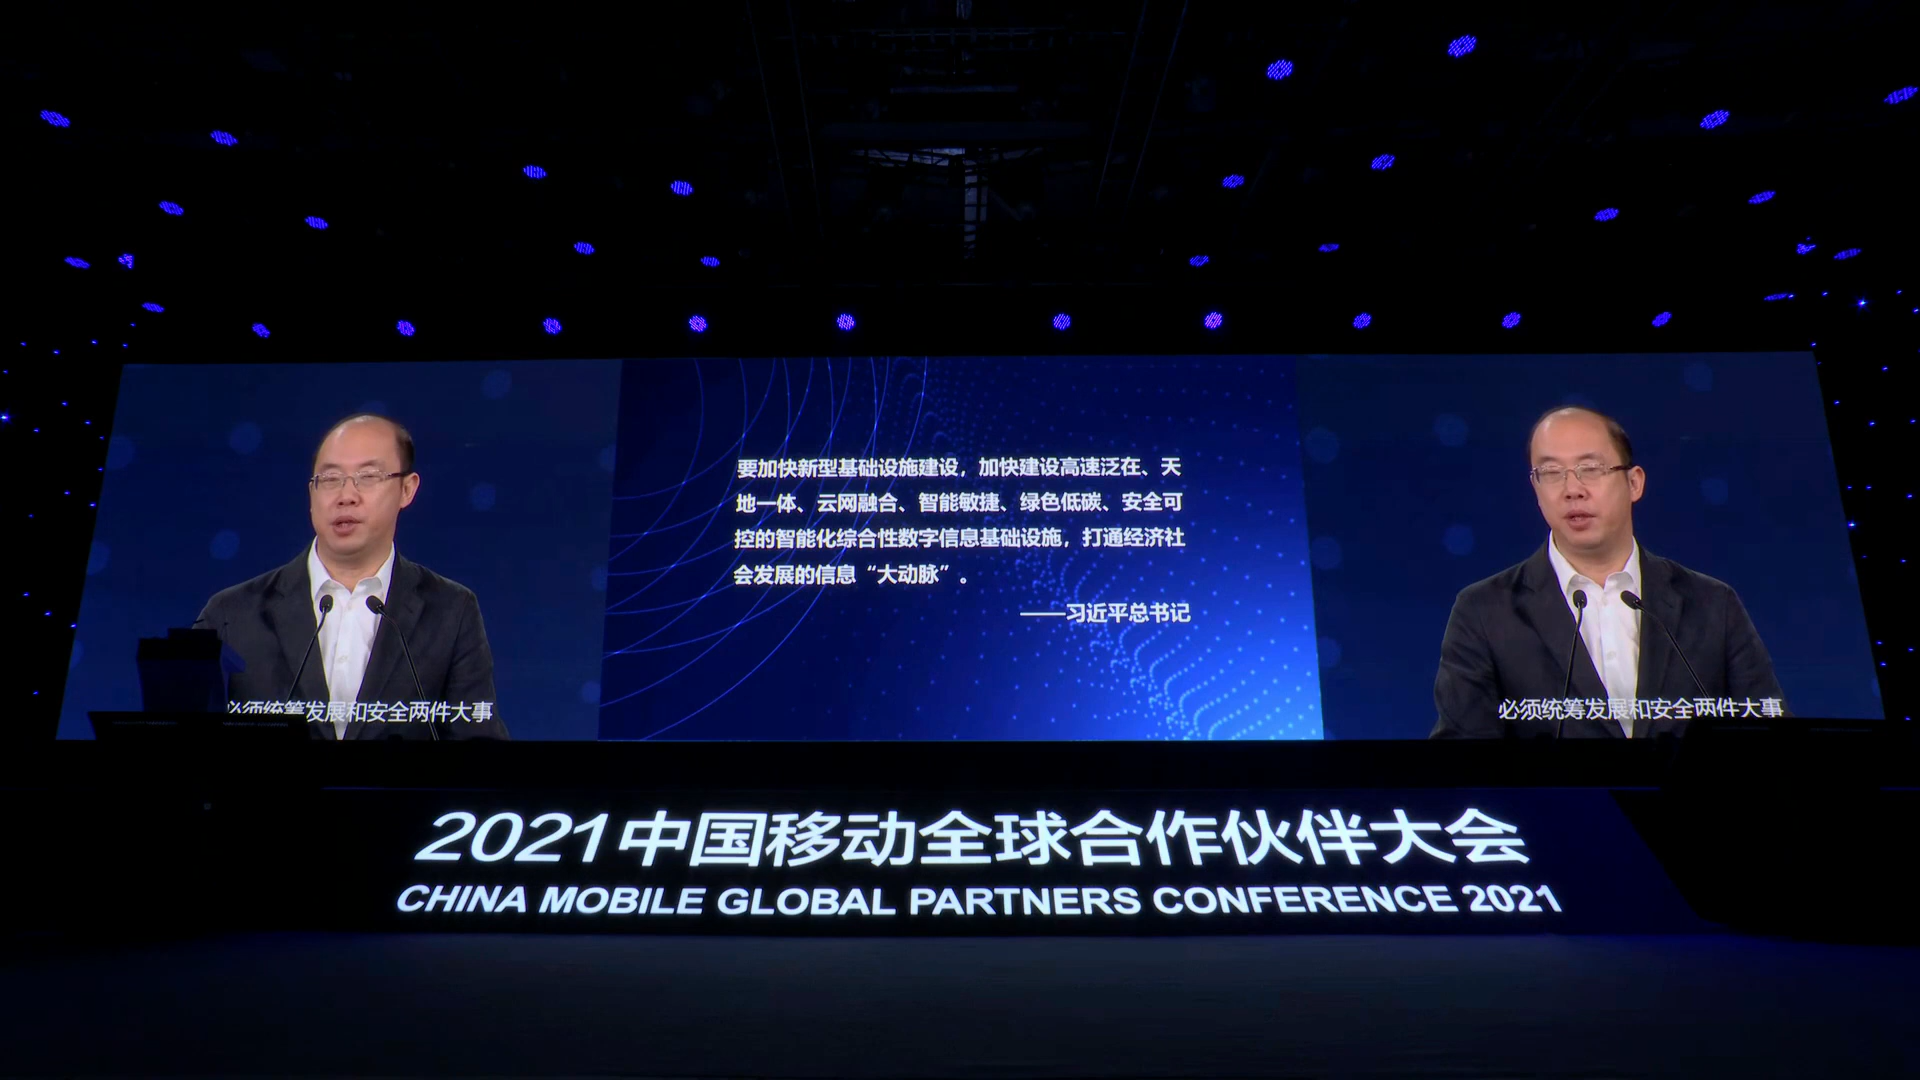 要加快新型基础设施建设，加快建设高速泛在、天
地一体、云网融合、智能敏捷、绿色低碳、安全可
控的智能化综合性数字信息基础设施，打通经济社
会发展的信息“大动脉”。
——习近平总书记
必须统筹发展和安全两件大事
必须统筹发展和安全两件大事
2021中国移动全球合作伙伴大会
CHINA MOBILE GLOBAL PARTNERS CONFERENCE 2021